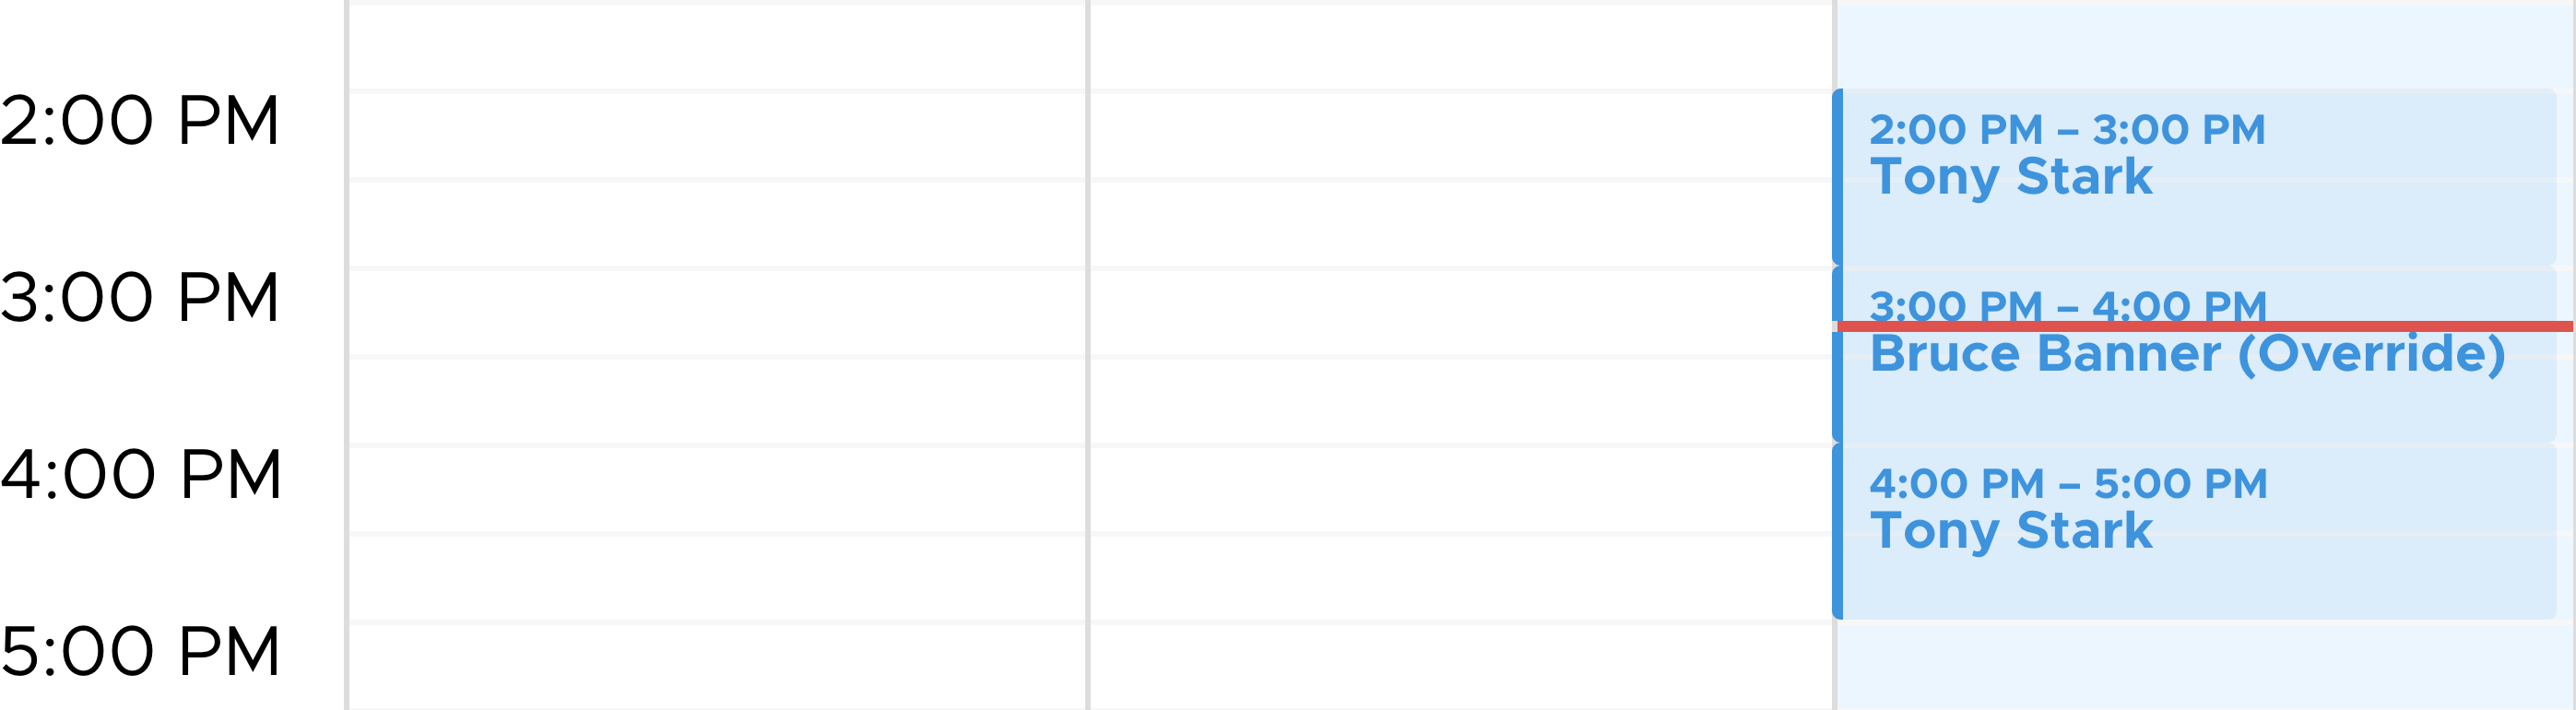 2:00 PM
3:00 PM
4:00 PM
5:00 PM
2:00 PM – 3:00 PM
Tony Stark
3:00 PM – 4:00 PM
Bruce Banner (Override)
4:00 PM – 5:00 PM
Tony Stark